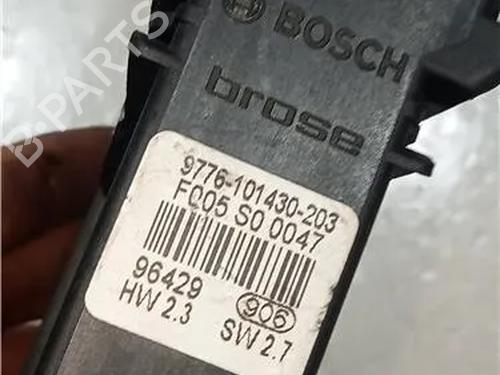 BOSCH
brose
9776-101430-203
F005 S0 0047
96429 906
HW 2.3 SW 2.7
B-PARTS